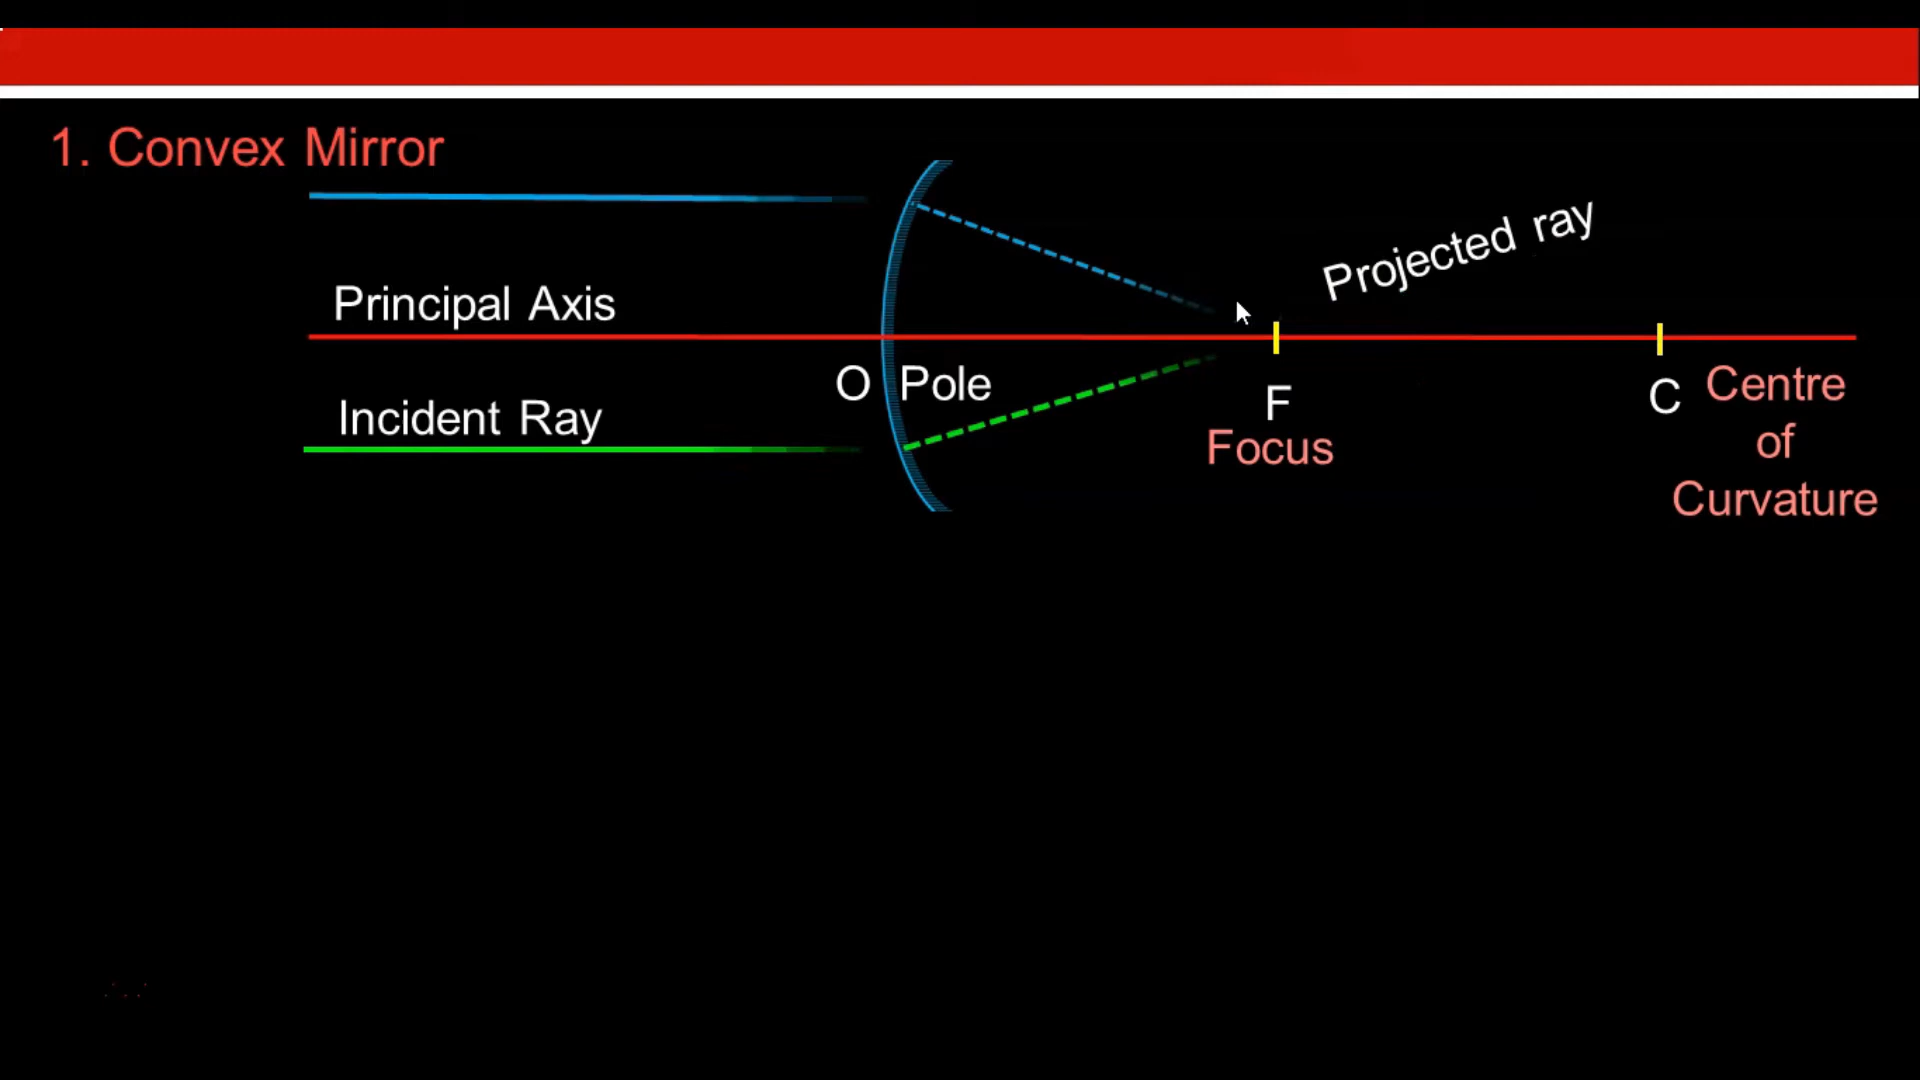 1. Convex Mirror
Projected ray
Principal Axis
O Pole
Incident Ray
F
Focus
C
Centre
of
Curvature